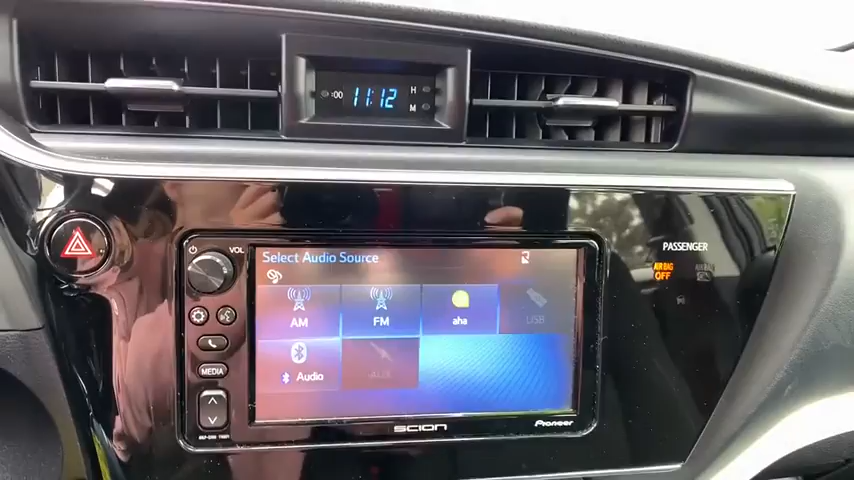 :00 11:12 H
M
VOL
Select Audio Source
PASSENGER
AIR BAG
OFF
AM FM aha USB
MEDIA
Audio AUX
SCION
Pioneer